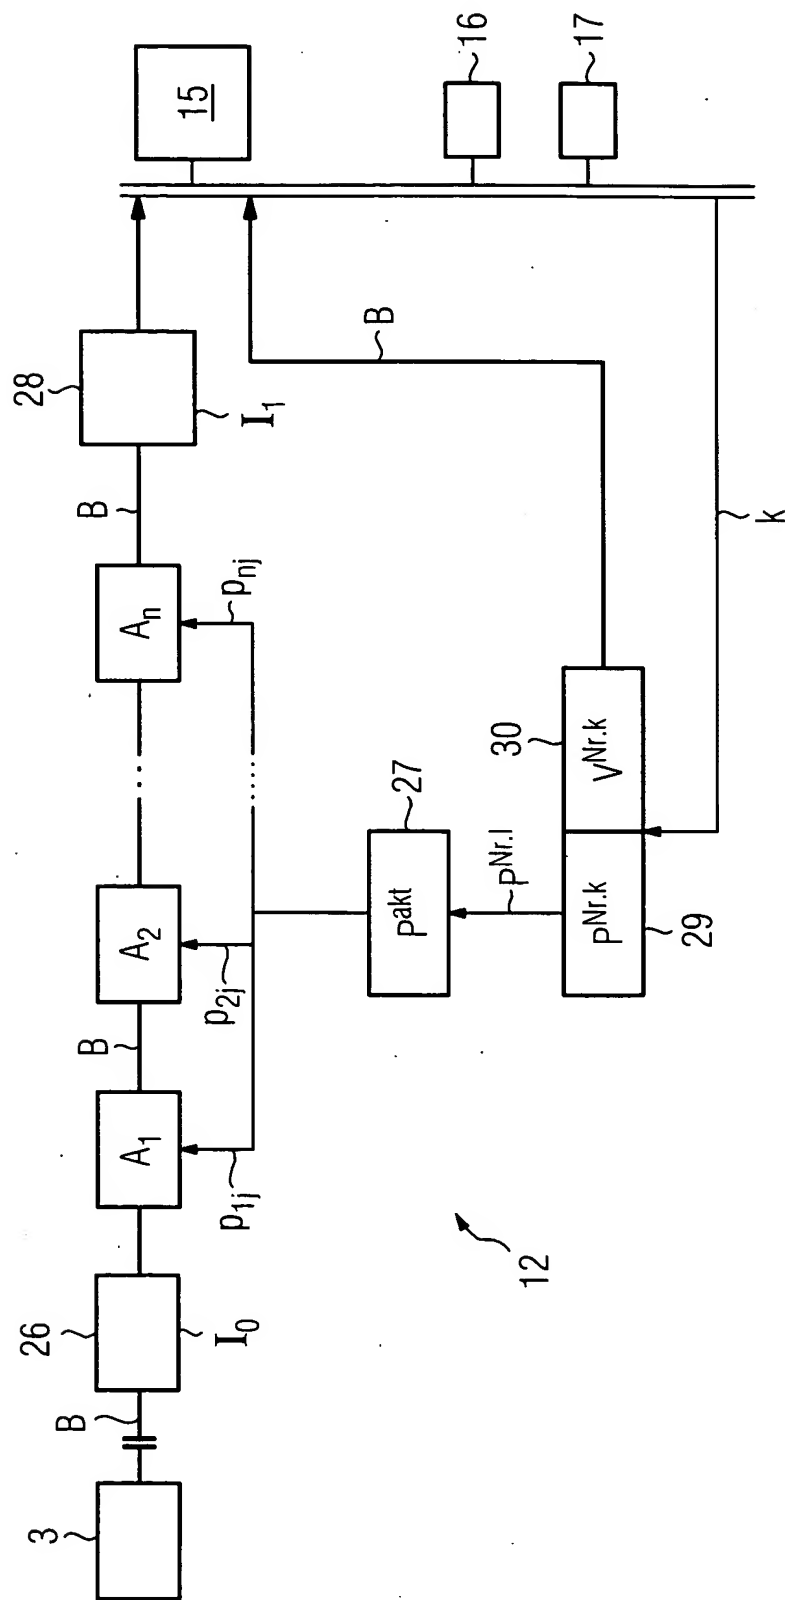 3
B
26
I₀
A₁
p₁ⱼ
B
A₂
p₂ⱼ
Aₙ
pₙⱼ
B
28
I₁
15
16
17
B
27
Pᵃᵏᵗ
Pᴺʳ·ˡ
30
Pᴺʳ·ᵏ
Vᴺʳ·ᵏ
29
k
12